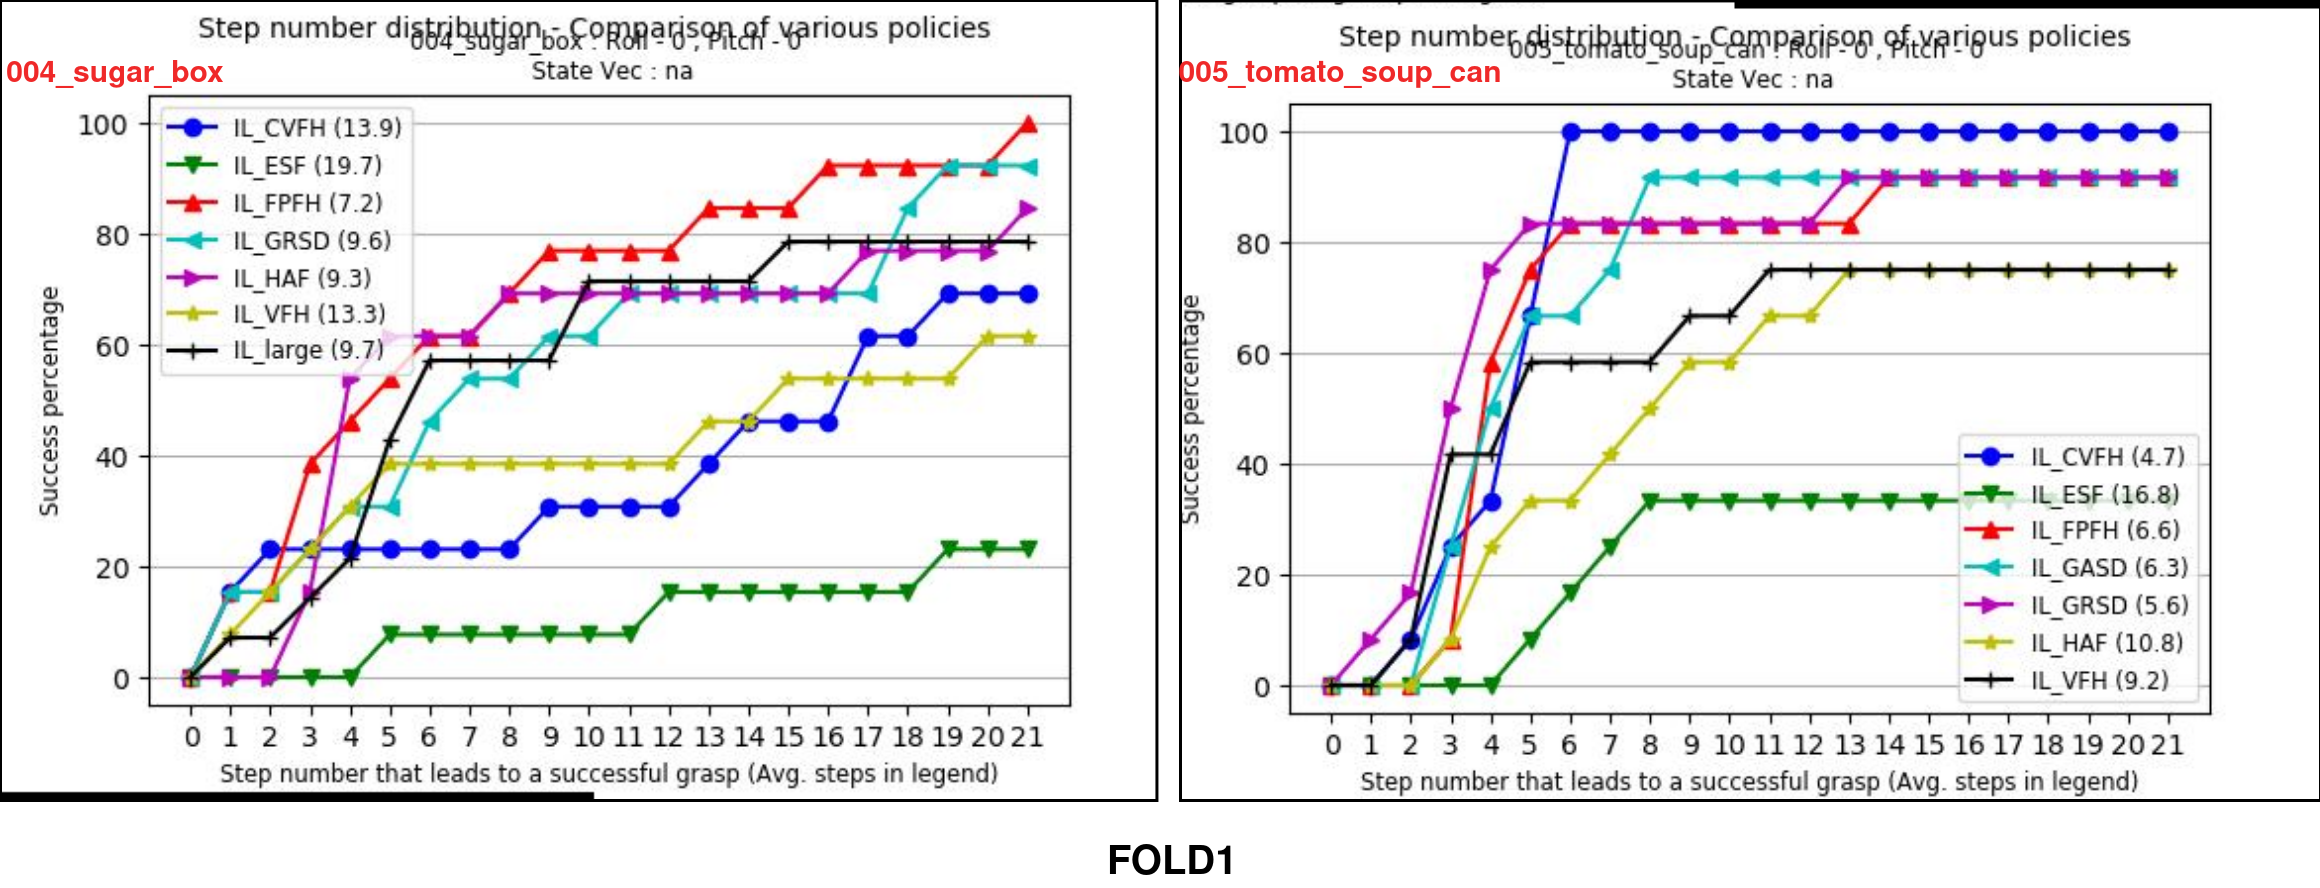 Step number distribution - Comparison of various policies
004_sugar_box : Roll - 0 , Pitch - 0
State Vec : na
004_sugar_box
Success percentage
100
80
60
40
20
0
IL_CVFH (13.9)
IL_ESF (19.7)
IL_FPFH (7.2)
IL_GRSD (9.6)
IL_HAF (9.3)
IL_VFH (13.3)
IL_large (9.7)
0 1 2 3 4 5 6 7 8 9 10 11 12 13 14 15 16 17 18 19 20 21
Step number that leads to a successful grasp (Avg. steps in legend)
Step number distribution - Comparison of various policies
005_tomato_soup_can : Roll - 0 , Pitch - 0
State Vec : na
005_tomato_soup_can
Success percentage
100
80
60
40
20
0
IL_CVFH (4.7)
IL_ESF (16.8)
IL_FPFH (6.6)
IL_GASD (6.3)
IL_GRSD (5.6)
IL_HAF (10.8)
IL_VFH (9.2)
0 1 2 3 4 5 6 7 8 9 10 11 12 13 14 15 16 17 18 19 20 21
Step number that leads to a successful grasp (Avg. steps in legend)
FOLD1